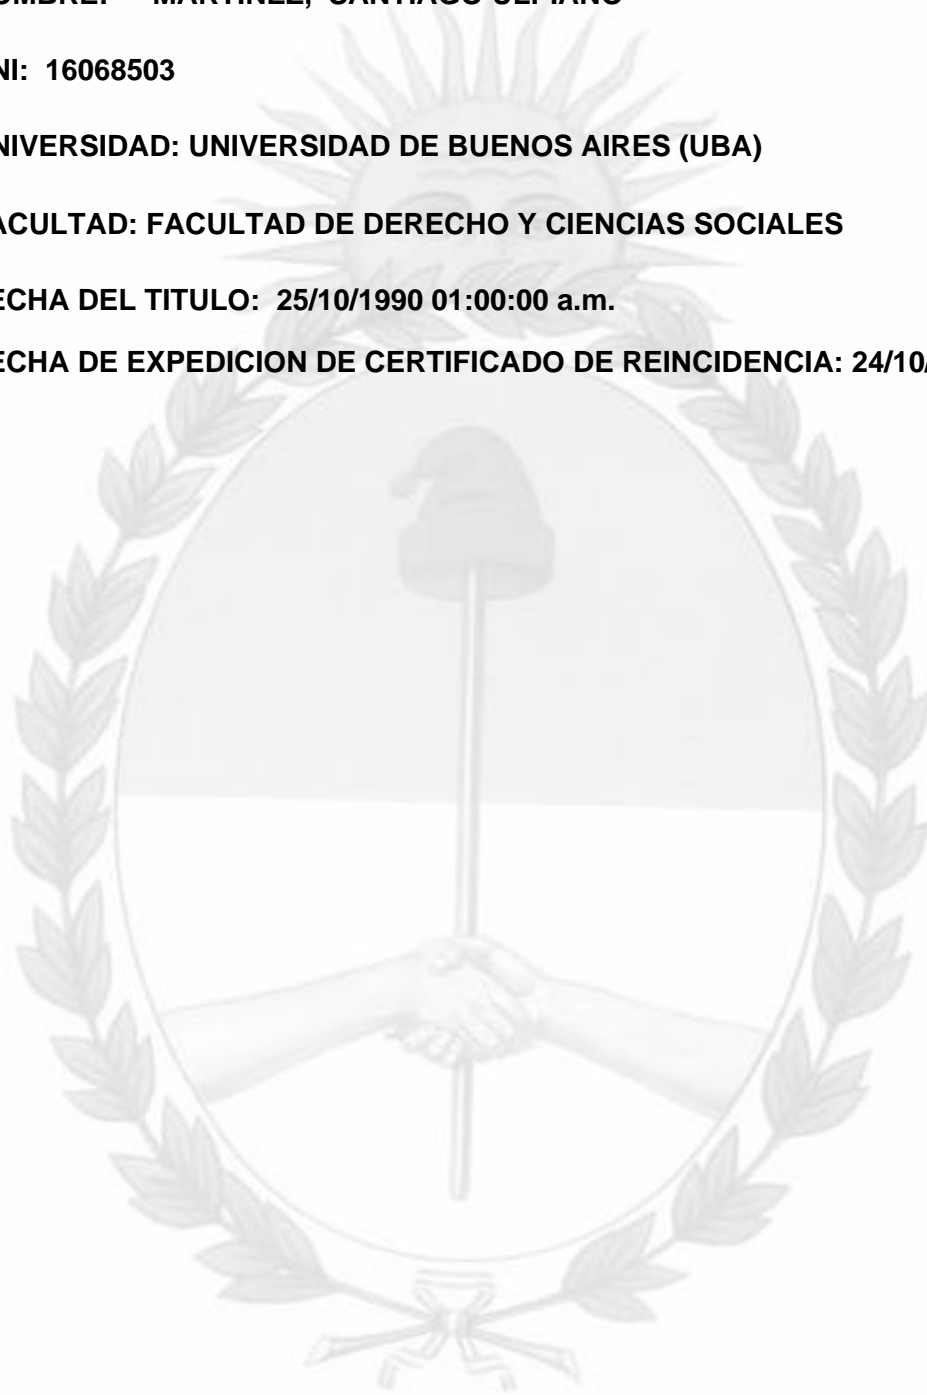 OMBRE: MARTINEZ, SANTIAGO ULPIANO
NI: 16068503
NIVERSIDAD: UNIVERSIDAD DE BUENOS AIRES (UBA)
ACULTAD: FACULTAD DE DERECHO Y CIENCIAS SOCIALES
ECHA DEL TITULO: 25/10/1990 01:00:00 a.m.
ECHA DE EXPEDICION DE CERTIFICADO DE REINCIDENCIA: 24/10/